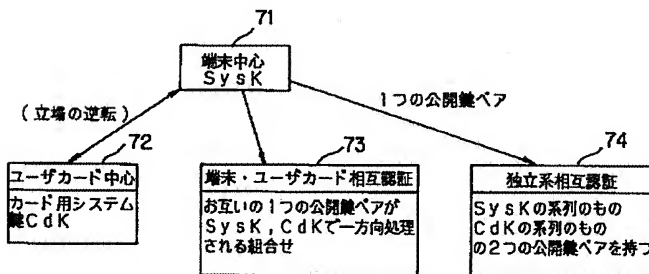 71
端末中心
SysK
(立場の逆転)
1つの公開鍵ペア
72
ユーザカード中心
カード用システム
鍵CdK
73
端末・ユーザカード相互認証
お互いの1つの公開鍵ペアが
SysK,CdKで一方向処理
される組合せ
74
独立系相互認証
SysKの系列のもの
CdKの系列のもの
の2つの公開鍵ペアを持つ